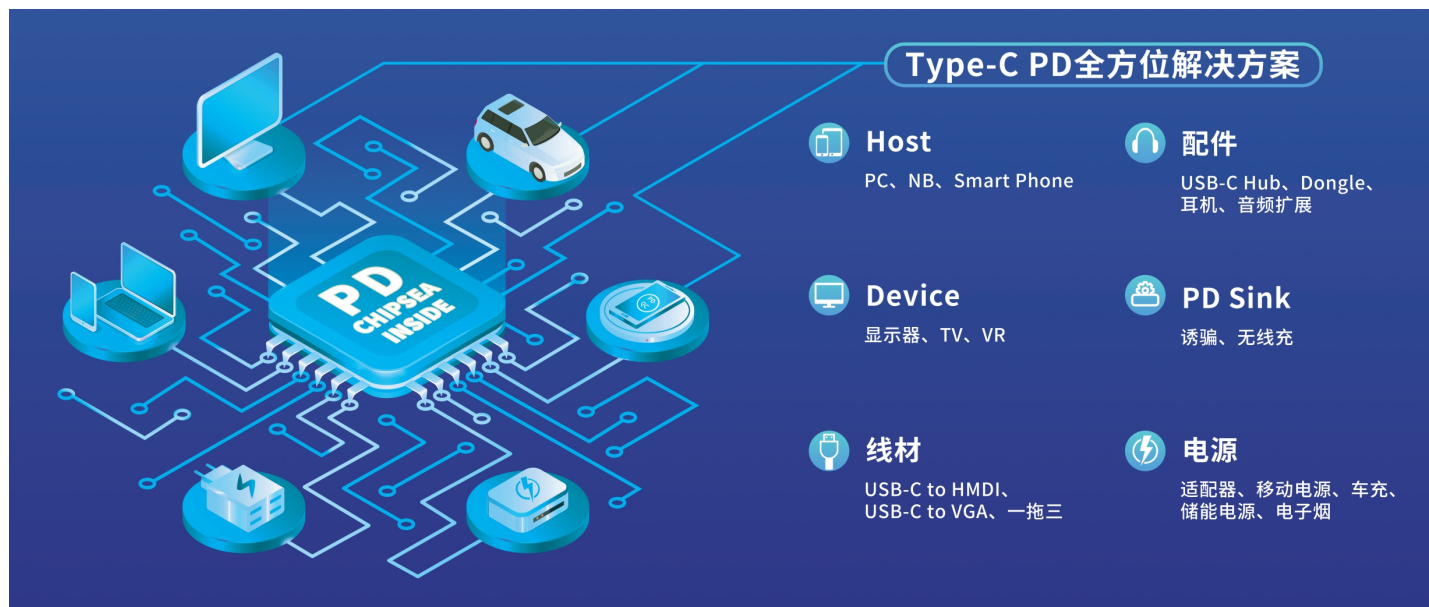 Type-C PD全方位解决方案
PD
CHIPSEA
INSIDE
Host
PC、NB、Smart Phone
配件
USB-C Hub、Dongle、
耳机、音频扩展
Device
显示器、TV、VR
PD Sink
诱骗、无线充
线材
USB-C to HMDI、
USB-C to VGA、一拖三
电源
适配器、移动电源、车充、
储能电源、电子烟